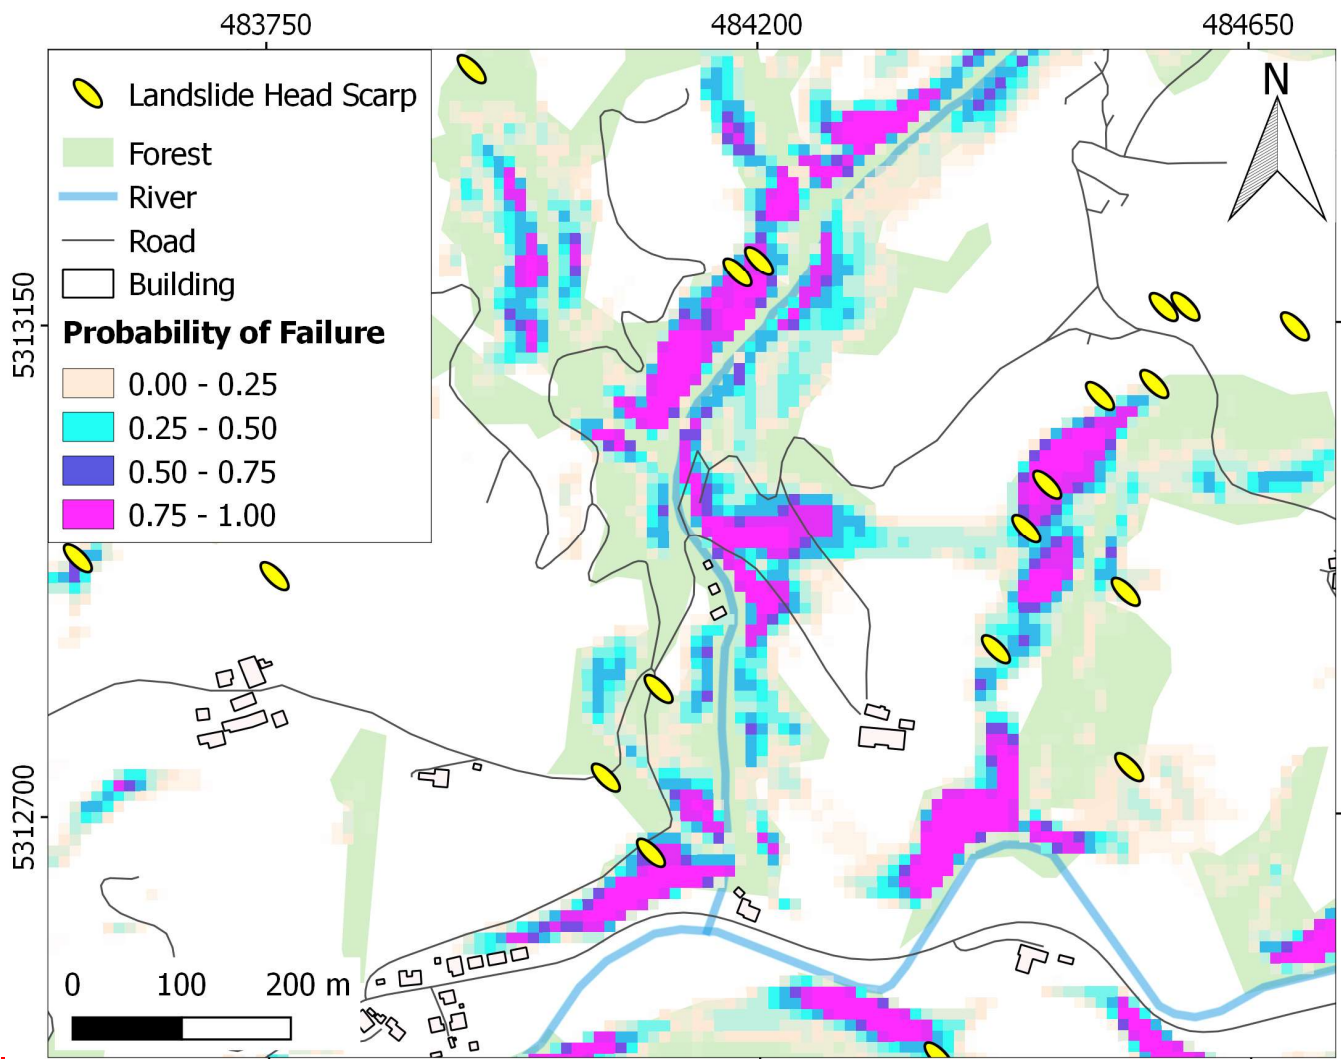 483750 484200 484650
N
Landslide Head Scarp
Forest
River
Road
Building
Probability of Failure
0.00 - 0.25
0.25 - 0.50
0.50 - 0.75
0.75 - 1.00
5313150
5312700
0 100 200 m